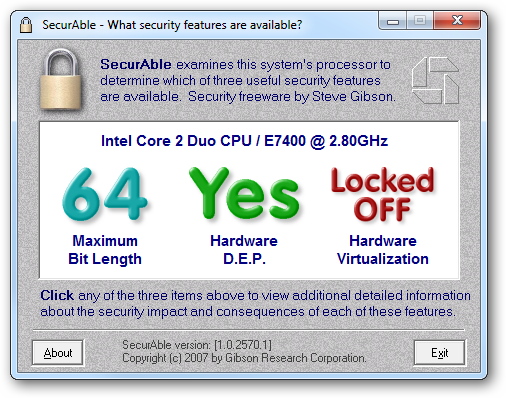 SecurAble - What security features are available?
SecurAble examines this system's processor to
determine which of three useful security features
are available. Security freeware by Steve Gibson.
Intel Core 2 Duo CPU / E7400 @ 2.80GHz
64 Yes Locked OFF
Maximum Bit Length
Hardware D.E.P.
Hardware Virtualization
Click any of the three items above to view additional detailed information
about the security impact and consequences of each of these features.
About
SecurAble version: [1.0.2570.1]
Copyright (c) 2007 by Gibson Research Corporation.
Exit